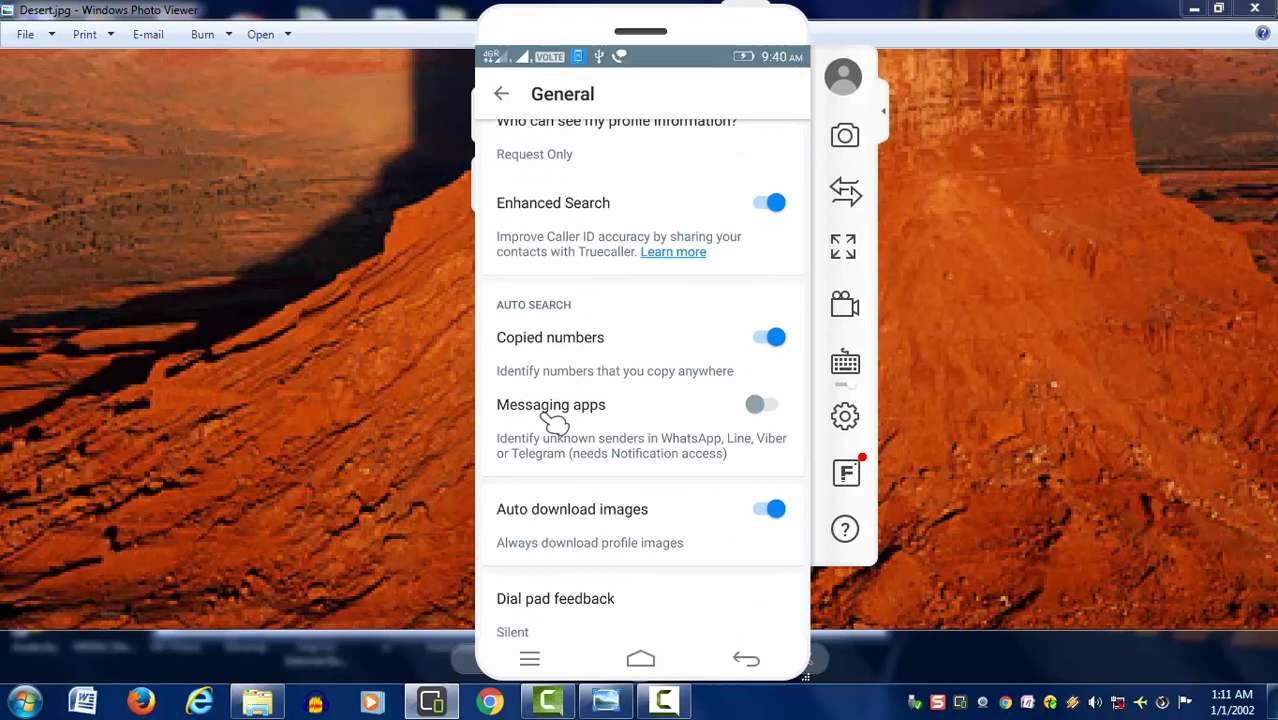 Desert.jpg - Windows Photo Viewer
File Print E-mail Burn Open
4GR VOLTE 9:40 AM
General
Who can see my profile information?
Request Only
Enhanced Search
Improve Caller ID accuracy by sharing your
contacts with Truecaller. Learn more
AUTO SEARCH
Copied numbers
Identify numbers that you copy anywhere
Messaging apps
Identify unknown senders in WhatsApp, Line, Viber
or Telegram (needs Notification access)
Auto download images
Always download profile images
Dial pad feedback
Silent
1:11 AM
1/1/2002